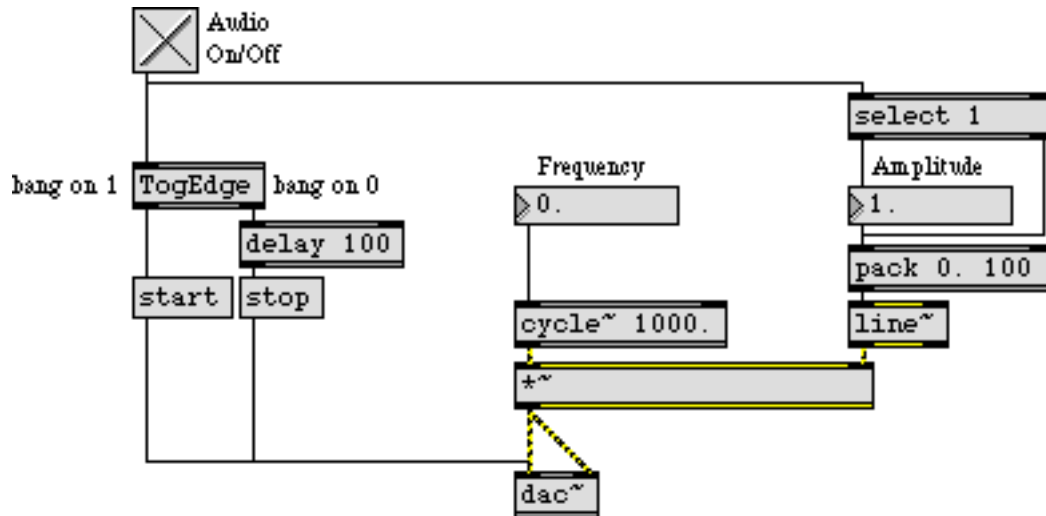 Audio
On/Off
select 1
Frequency
Amplitude
bang on 1
TogEdge
bang on 0
0.
1.
delay 100
pack 0. 100
start
stop
cycle~ 1000.
line~
*~
dac~